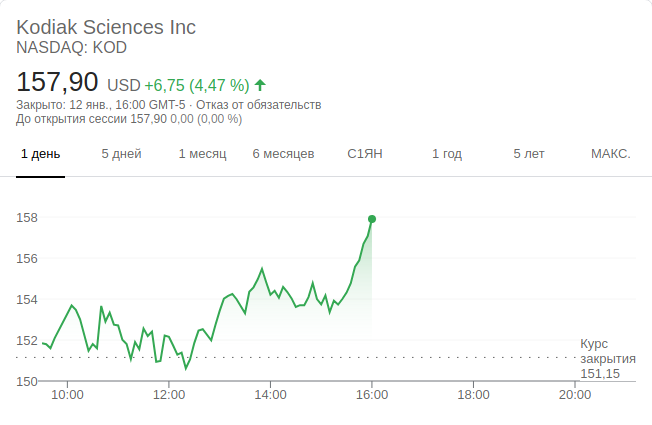 Kodiak Sciences Inc
NASDAQ: KOD
157,90 USD +6,75 (4,47 %)
Закрыто: 12 янв., 16:00 GMT-5 · Отказ от обязательств
До открытия сессии 157,90 0,00 (0,00 %)
1 день 5 дней 1 месяц 6 месяцев С1ЯН 1 год 5 лет МАКС.
158
156
154
152
150
Курс
закрытия
151,15
10:00 12:00 14:00 16:00 18:00 20:00